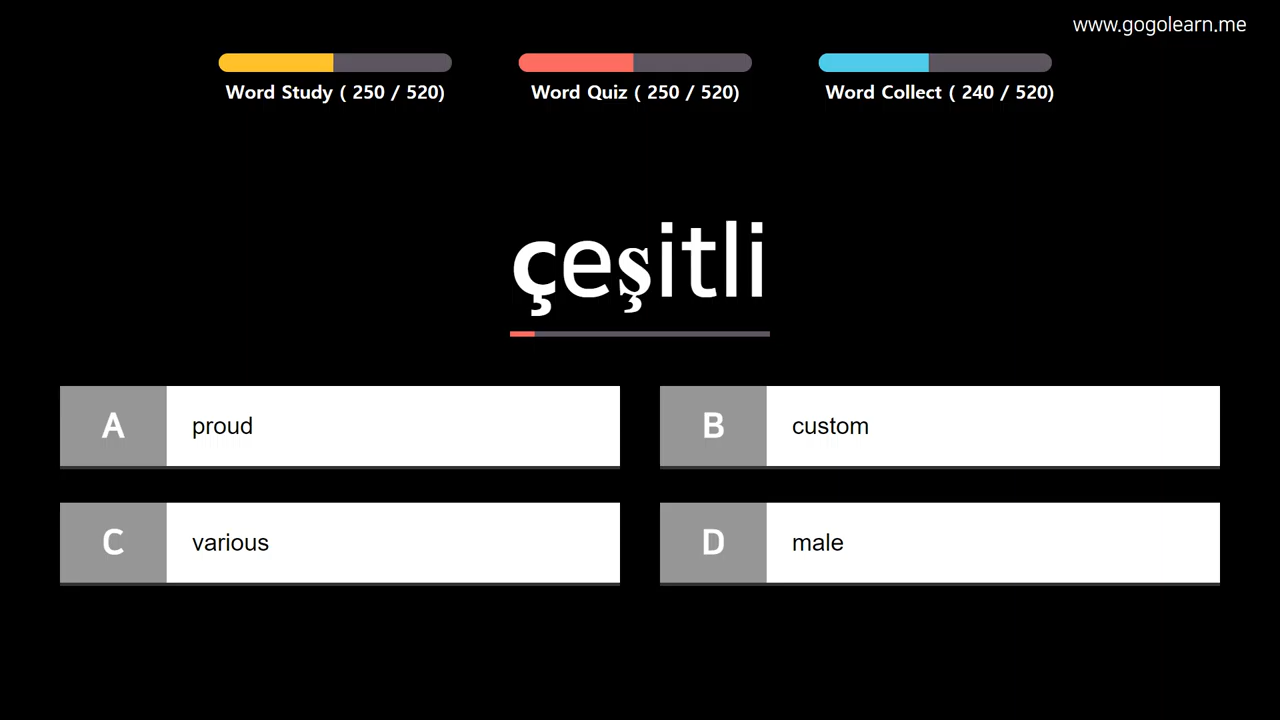 www.gogolearn.me
Word Study ( 250 / 520)
Word Quiz ( 250 / 520)
Word Collect ( 240 / 520)
çeşitli
A proud
B custom
C various
D male